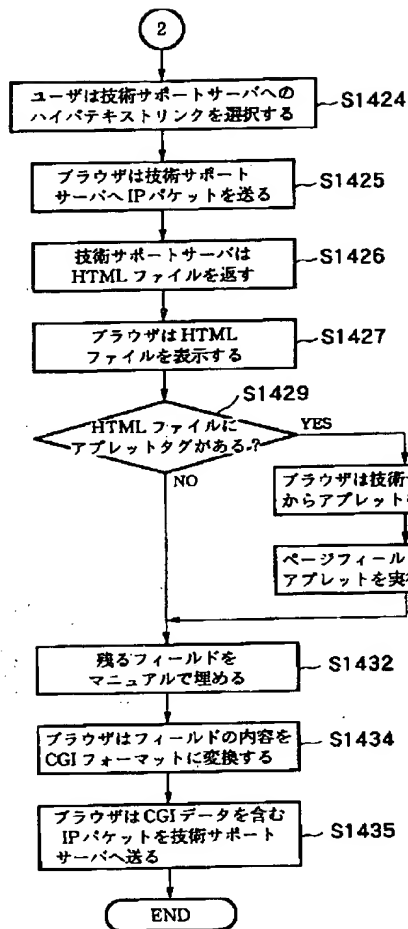 2
ユーザは技術サポートサーバへの
ハイパテキストリンクを選択する
S1424
ブラウザは技術サポート
サーバへIPパケットを送る
S1425
技術サポートサーバは
HTMLファイルを返す
S1426
ブラウザはHTML
ファイルを表示する
S1427
S1429
HTMLファイルに
アプレットタグがある?
YES
NO
ブラウザは技術
からアプレット
ページフィール
アプレットを実
残るフィールドを
マニュアルで埋める
S1432
ブラウザはフィールドの内容を
CGIフォーマットに変換する
S1434
ブラウザはCGIデータを含む
IPパケットを技術サポート
サーバへ送る
S1435
END